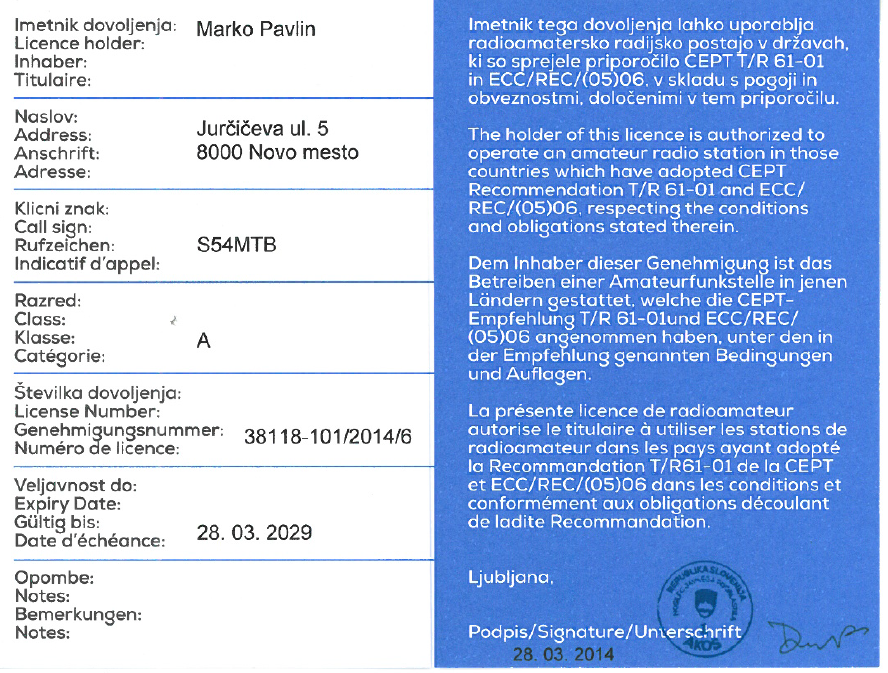 Imetnik dovoljenja:
Licence holder:
Inhaber:
Titulaire:
Marko Pavlin
Naslov:
Address:
Anschrift:
Adresse:
Jurčičeva ul. 5
8000 Novo mesto
Klicni znak:
Call sign:
Rufzeichen:
Indicatif d'appel:
S54MTB
Razred:
Class:
Klasse:
Catégorie:
A
Številka dovoljenja:
License Number:
Genehmigungsnummer:
Numéro de licence:
38118-101/2014/6
Veljavnost do:
Expiry Date:
Gültig bis:
Date d'échéance:
28. 03. 2029
Opombe:
Notes:
Bemerkungen:
Notes:
Imetnik tega dovoljenja lahko uporablja
radioamatersko radijsko postajo v državah,
ki so sprejele priporočilo CEPT T/R 61-01
in ECC/REC/(05)06, v skladu s pogoji in
obveznostmi, določenimi v tem priporočilu.
The holder of this licence is authorized to
operate an amateur radio station in those
countries which have adopted CEPT
Recommendation T/R 61-01 and ECC/
REC/(05)06, respecting the conditions
and obligations stated therein.
Dem Inhaber dieser Genehmigung ist das
Betreiben einer Amateurfunkstelle in jenen
Ländern gestattet, welche die CEPT-
Empfehlung T/R 61-01und ECC/REC/
(05)06 angenommen haben, unter den in
der Empfehlung genannten Bedingungen
und Auflagen.
La présente licence de radioamateur
autorise le titulaire à utiliser les stations de
radioamateur dans les pays ayant adopté
la Recommandation T/R61-01 de la CEPT
et ECC/REC/(05)06 dans les conditions et
conformément aux obligations découlant
de ladite Recommandation.
Ljubljana,
REPUBLIKA SLOVENIJA
AKOS
Podpis/Signature/Unterschrift
28. 03. 2014